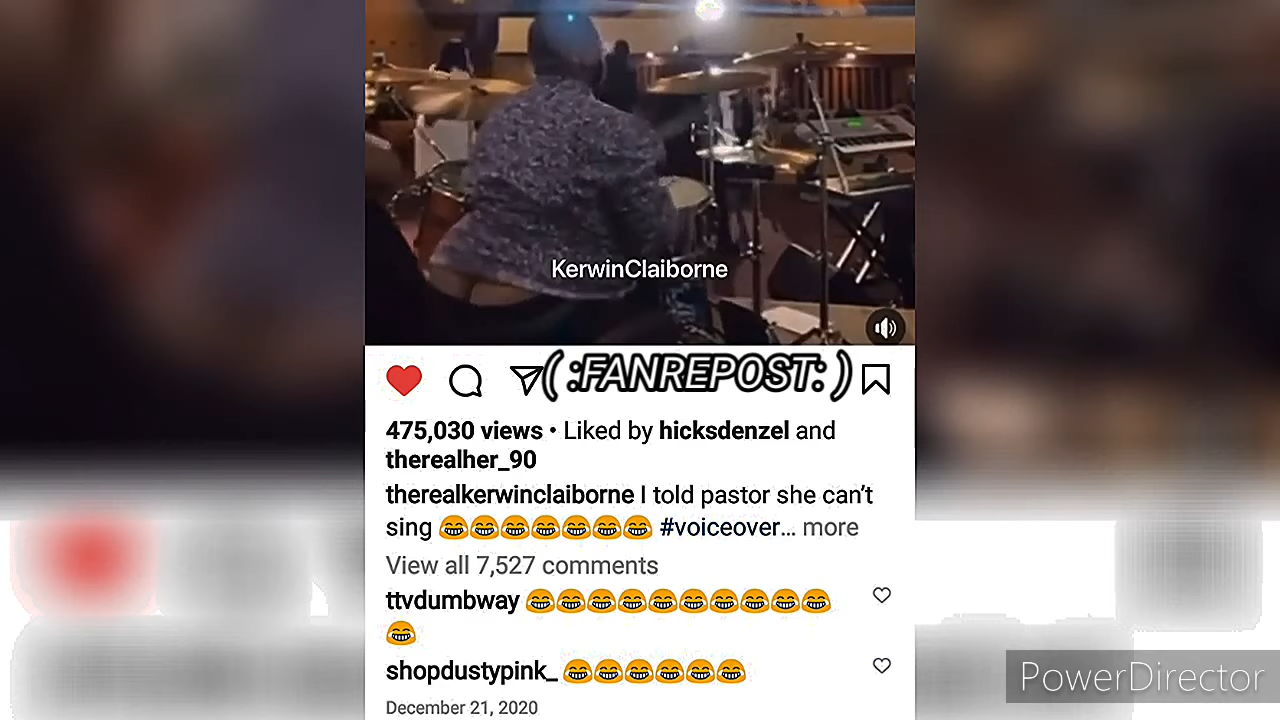 KerwinClaiborne
( :FANREPOST: )
475,030 views • Liked by hicksdenzel and
therealher_90
therealkerwinclaiborne I told pastor she can't
sing 😂😂😂😂😂😂😂 #voiceover... more
View all 7,527 comments
ttvdumbway 😂😂😂😂😂😂😂😂😂😂
😂
shopdustypink_ 😂😂😂😂😂😂
December 21, 2020
PowerDirector